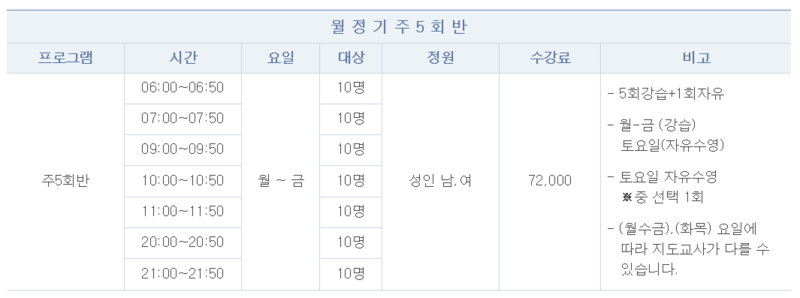 월 정 기 주 5 회 반
프로그램 시간 요일 대상 정원 수강료 비고
06:00~06:50 10명
07:00~07:50 10명
09:00~09:50 10명
주5회반 10:00~10:50 월 ~ 금 10명 성인 남,여 72,000
11:00~11:50 10명
20:00~20:50 10명
21:00~21:50 10명
- 5회강습+1회자유
- 월-금 (강습)
토요일(자유수영)
- 토요일 자유수영
※중 선택 1회
- (월수금),(화목) 요일에
따라 지도교사가 다를 수
있습니다.